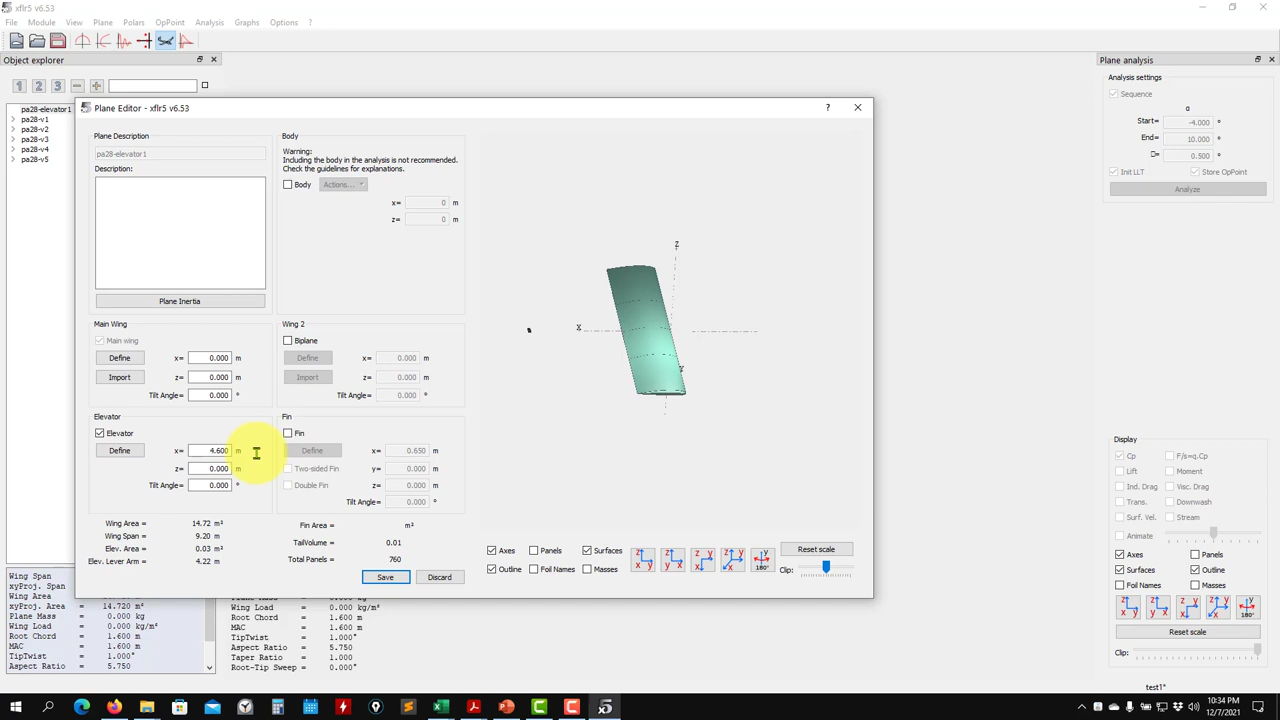 xflr5 v6.53
File Module View Plane Polars OpPoint Analysis Graphs Options ?
Object explorer
1 2 3
pa28-elevator1
pa28-v1
pa28-v2
pa28-v3
pa28-v4
pa28-v5
Plane Editor - xflr5 v6.53
Plane Description
pa28-elevator1
Description:
Plane Inertia
Body
Warning:
Including the body in the analysis is not recommended.
Check the guidelines for explanations.
Body Actions...
x= 0 m
z= 0 m
Main Wing
Main wing
Define x= 0.000 m
Import z= 0.000 m
Tilt Angle= 0.000 °
Wing 2
Biplane
Define x= 0.000 m
Import z= 0.000 m
Tilt Angle= 0.000 °
Elevator
Elevator
Define x= 4.600 m
z= 0.000 m
Tilt Angle= 0.000 °
Fin
Fin
Define x= 0.650 m
Two-sided Fin y= 0.000 m
Double Fin z= 0.000 m
Tilt Angle= 0.000 °
Wing Area = 14.72 m²
Wing Span = 9.20 m
Elev. Area = 0.03 m²
Elev. Lever Arm = 4.22 m
Fin Area = m²
TailVolume = 0.01
Total Panels = 760
Save Discard
Z
X
Y
Axes Panels Surfaces
Outline Foil Names Masses
z x y
z y x
x z y
z y x
y 180°
Reset scale
Clip:
Wing Span
xyProj. Span
Wing Area
xyProj. Area = 14.720 m²
Plane Mass = 0.000 kg
Wing Load = 0.000 kg/m²
Root Chord = 1.600 m
MAC = 1.600 m
TipTwist = 1.000°
Aspect Ratio = 5.750
Plane Mass = 0.000 kg
Wing Load = 0.000 kg/m²
Root Chord = 1.600 m
MAC = 1.600 m
TipTwist = 1.000°
Aspect Ratio = 5.750
Taper Ratio = 1.000
Root-Tip Sweep = 0.000°
Plane analysis
Analysis settings
Sequence
α
Start= -4.000 °
End= 10.000 °
□= 0.500 °
Init LLT Store OpPoint
Analyze
Display
Cp F/s=q.Cp
Lift Moment
Ind. Drag Visc. Drag
Trans. Downwash
Surf. Vel. Stream
Animate
Axes Panels
Surfaces Outline
Foil Names Masses
z x y
z y x
x z y
z y x
y 180°
Reset scale
Clip:
test1*
10:34 PM
12/7/2021